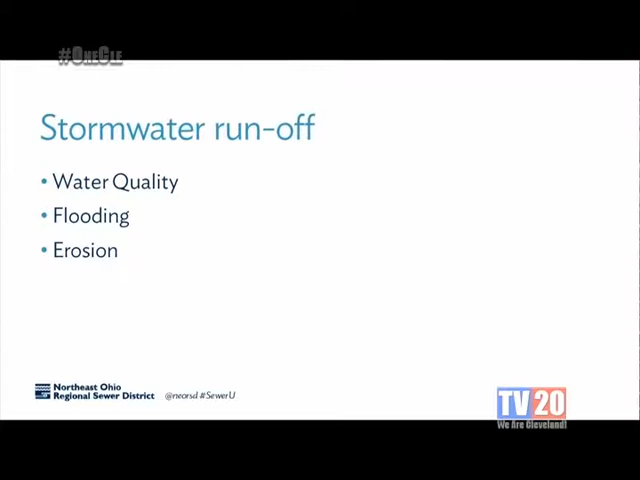 #OneCle
Stormwater run-off
• Water Quality
• Flooding
• Erosion
Northeast Ohio
Regional Sewer District
@neorsd #SewerU
TV20
We Are Cleveland!